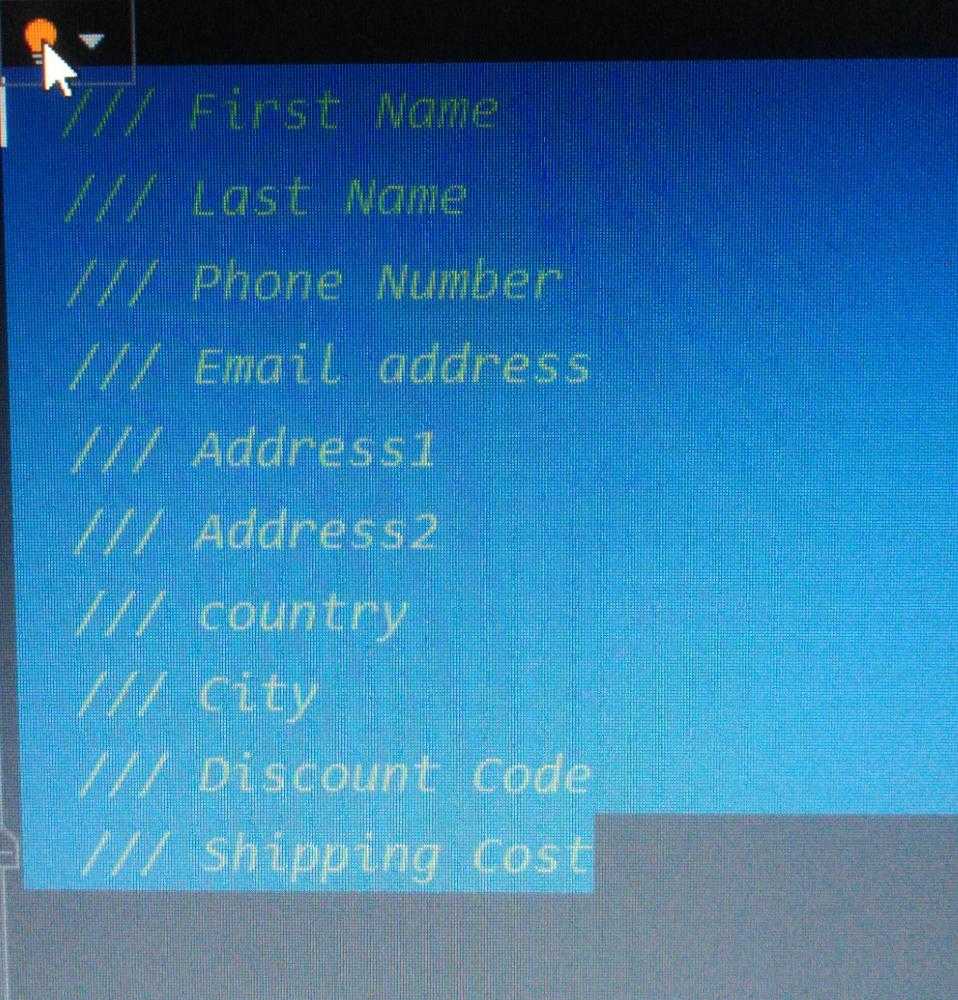 /// First Name
/// Last Name
/// Phone Number
/// Email address
/// Address1
/// Address2
/// country
/// City
/// Discount Code
/// Shipping Cost